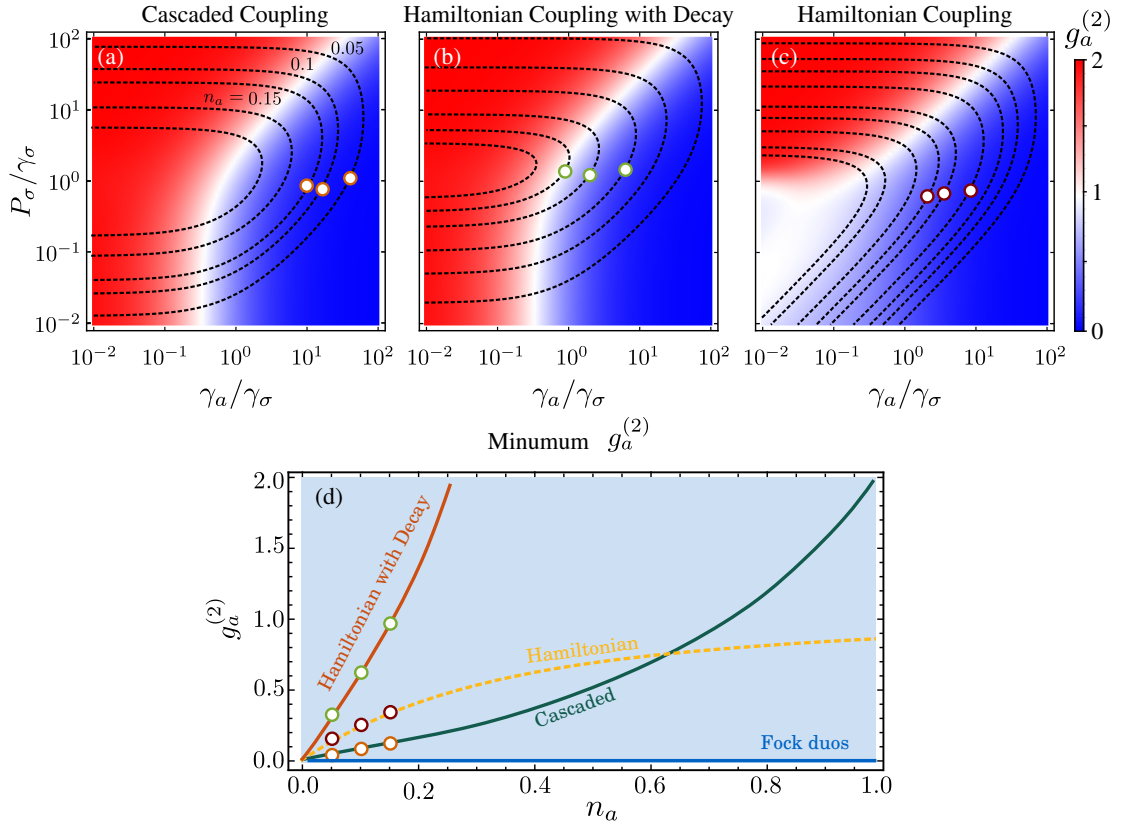 Cascaded Coupling
Hamiltonian Coupling with Decay
Hamiltonian Coupling
g_a^(2)
(a)
(b)
(c)
0.05
0.1
n_a = 0.15
10^2
10^1
10^0
10^−1
10^−2
P_σ/γ_σ
2
1
0
10^−2 10^−1 10^0 10^1 10^2
10^−2 10^−1 10^0 10^1 10^2
10^−2 10^−1 10^0 10^1 10^2
γ_a/γ_σ
γ_a/γ_σ
γ_a/γ_σ
Minumum g_a^(2)
(d)
2.0
1.5
1.0
0.5
0.0
g_a^(2)
Hamiltonian with Decay
Hamiltonian
Cascaded
Fock duos
0.0 0.2 0.4 0.6 0.8 1.0
n_a